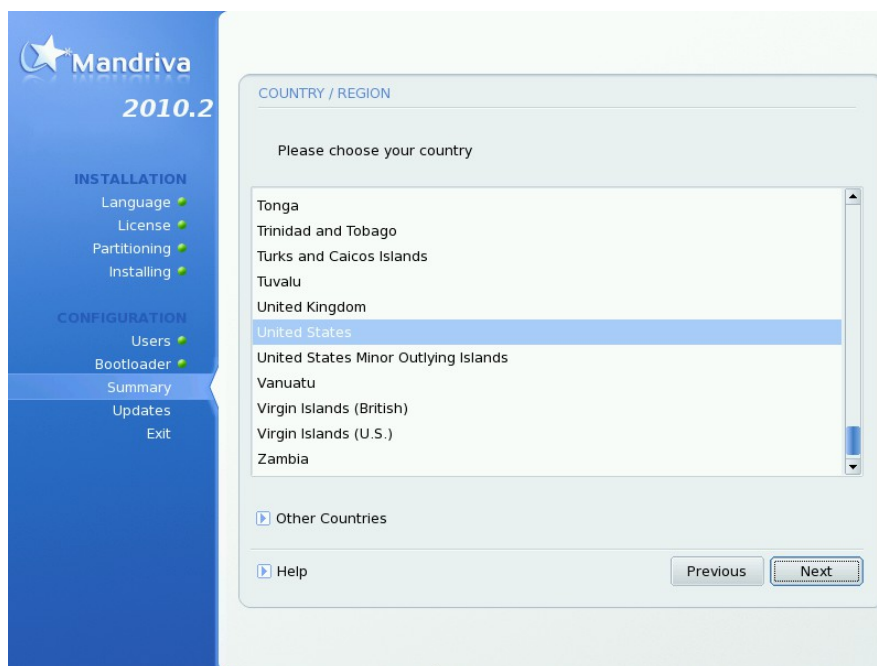 Mandriva
2010.2
INSTALLATION
Language
License
Partitioning
Installing
CONFIGURATION
Users
Bootloader
Summary
Updates
Exit
COUNTRY / REGION
Please choose your country
Tonga
Trinidad and Tobago
Turks and Caicos Islands
Tuvalu
United Kingdom
United States
United States Minor Outlying Islands
Vanuatu
Virgin Islands (British)
Virgin Islands (U.S.)
Zambia
Other Countries
Help
Previous
Next